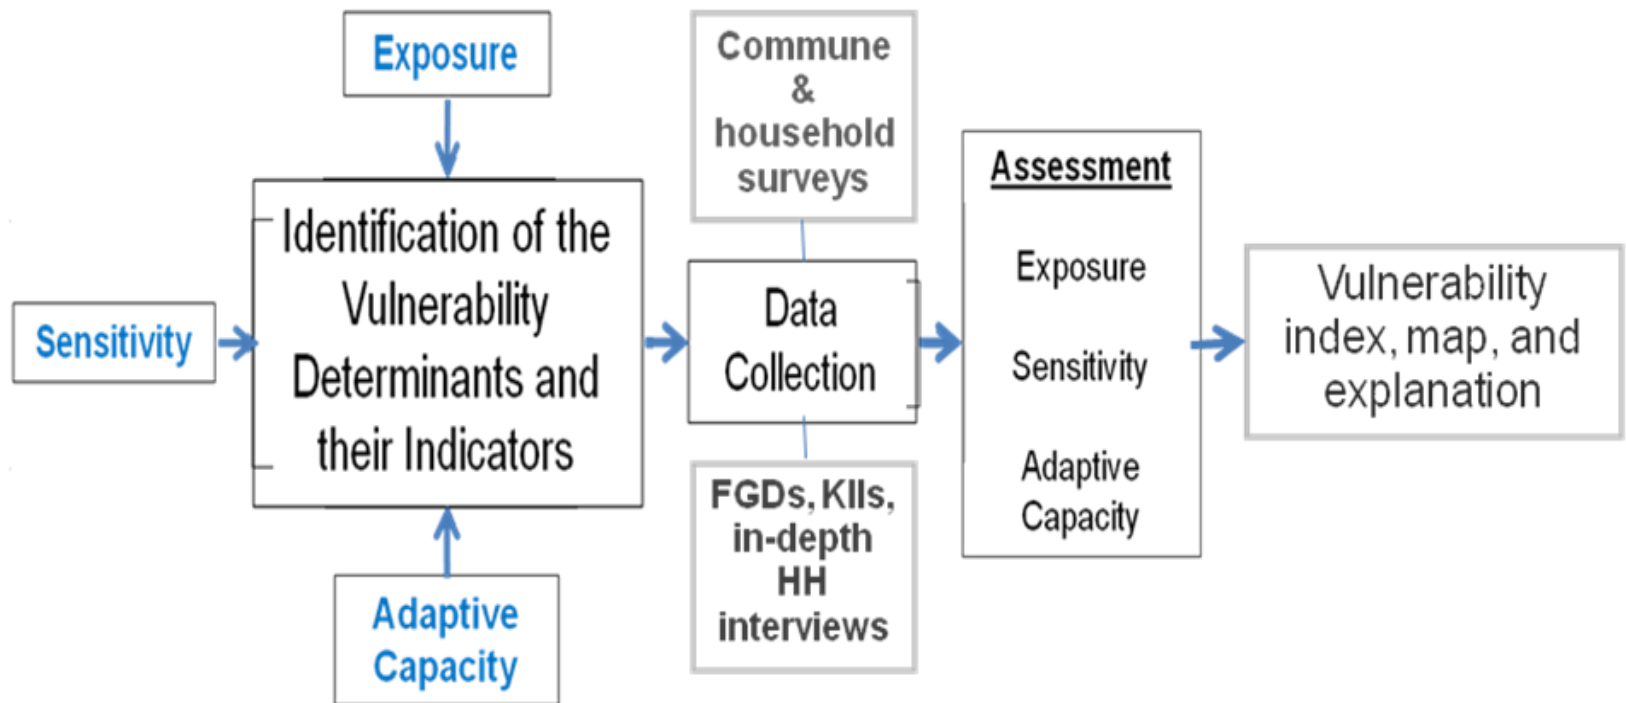 Exposure
Sensitivity
Adaptive
Capacity
Identification of the
Vulnerability
Determinants and
their Indicators
Commune
&
household
surveys
Data
Collection
FGDs, KIIs,
in-depth
HH
interviews
Assessment
Exposure
Sensitivity
Adaptive
Capacity
Vulnerability
index, map, and
explanation